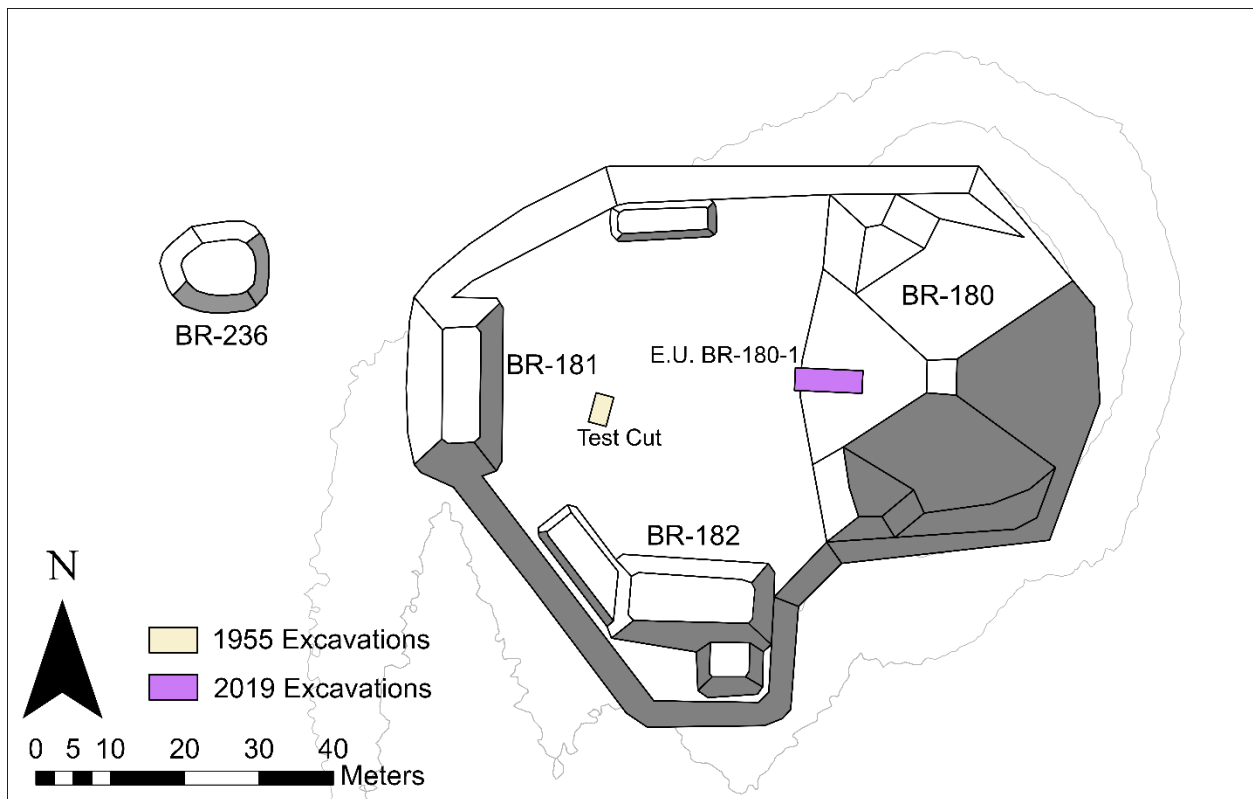 BR-236
BR-180
E.U. BR-180-1
BR-181
Test Cut
BR-182
N
1955 Excavations
2019 Excavations
0 5 10 20 30 40
Meters